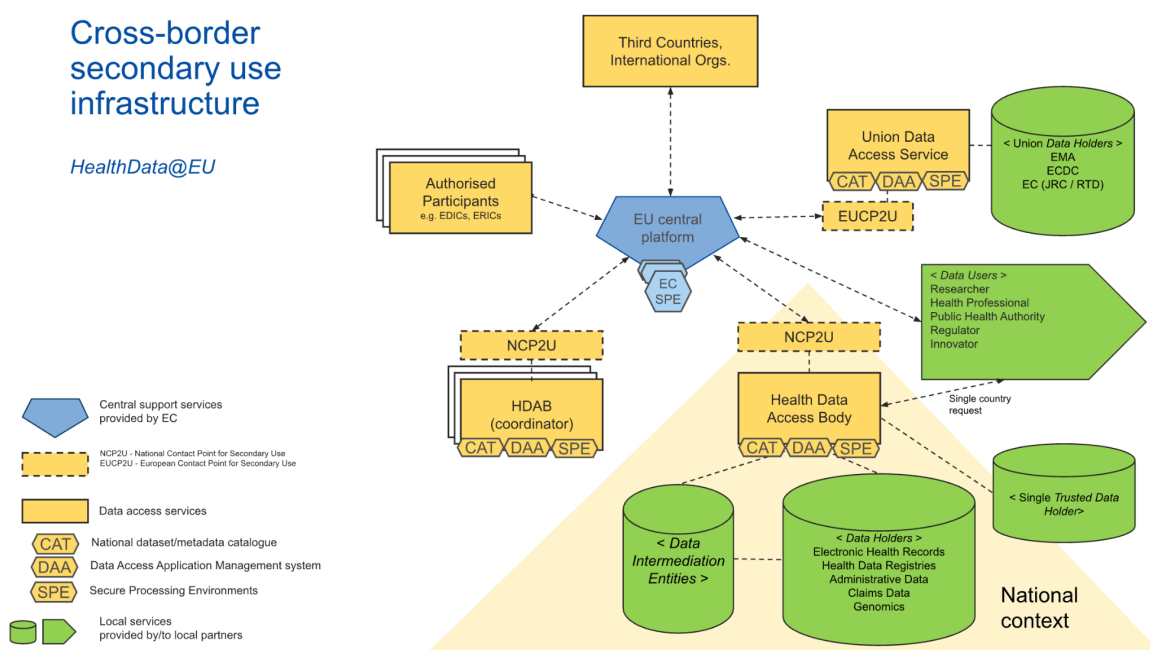 Cross-border
secondary use
infrastructure
HealthData@EU
Third Countries,
International Orgs.
Authorised
Participants
e.g. EDICs, ERICs
EU central
platform
EC
SPE
Union Data
Access Service
CAT DAA SPE
EUCP2U
< Union Data Holders >
EMA
ECDC
EC (JRC / RTD)
< Data Users >
Researcher
Health Professional
Public Health Authority
Regulator
Innovator
NCP2U
HDAB
(coordinator)
CAT DAA SPE
NCP2U
Health Data
Access Body
CAT DAA SPE
Single country
request
< Single Trusted Data
Holder>
< Data
Intermediation
Entities >
< Data Holders >
Electronic Health Records
Health Data Registries
Administrative Data
Claims Data
Genomics
National
context
Central support services
provided by EC
NCP2U - National Contact Point for Secondary Use
EUCP2U - European Contact Point for Secondary Use
Data access services
CAT National dataset/metadata catalogue
DAA Data Access Application Management system
SPE Secure Processing Environments
Local services
provided by/to local partners